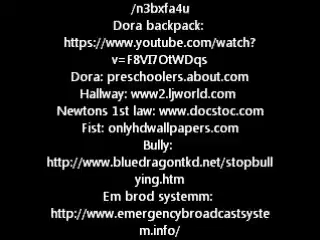 /n3bxfa4u
Dora backpack:
https://www.youtube.com/watch?
v=F8VI7OtWDqs
Dora: preschoolers.about.com
Hallway: www2.ljworld.com
Newtons 1st law: www.docstoc.com
Fist: onlyhdwallpapers.com
Bully:
http://www.bluedragontkd.net/stopbull
ying.htm
Em brod systemm:
http://www.emergencybroadcastsyste
m.info/